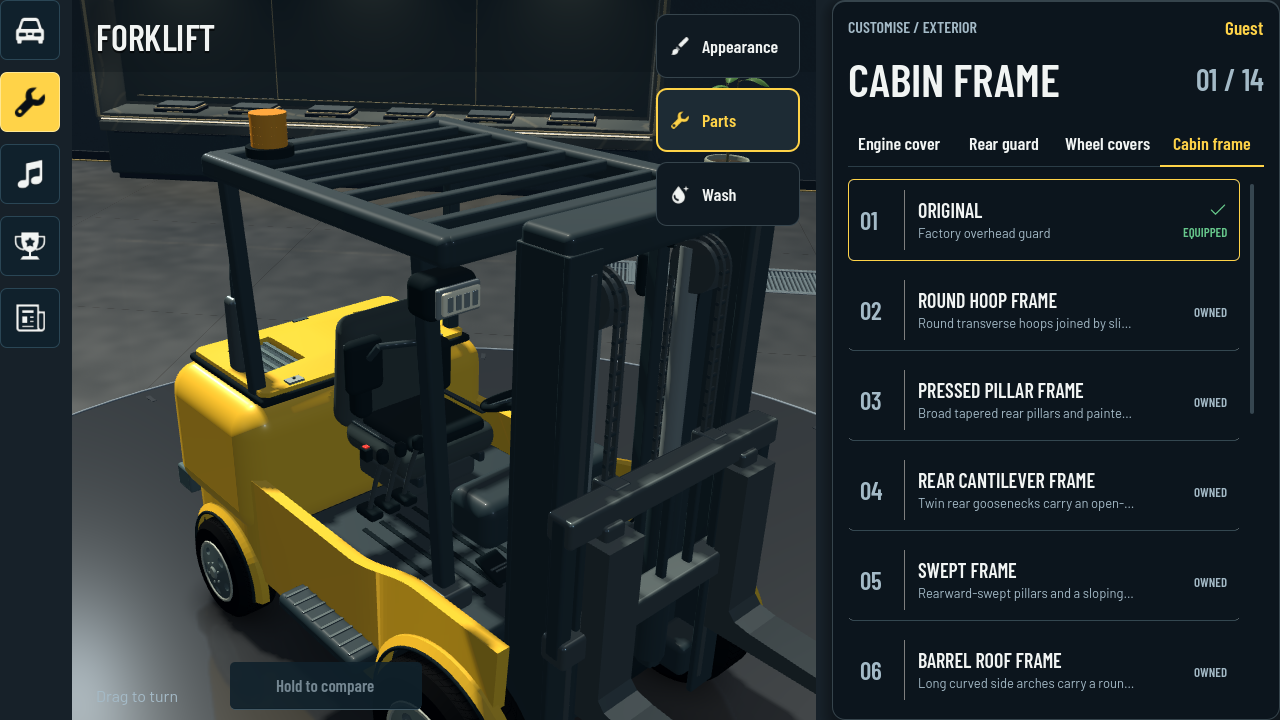 FORKLIFT
Appearance
Parts
Wash
Drag to turn
Hold to compare
CUSTOMISE / EXTERIOR
Guest
CABIN FRAME
01 / 14
Engine cover
Rear guard
Wheel covers
Cabin frame
01
ORIGINAL
Factory overhead guard
EQUIPPED
02
ROUND HOOP FRAME
Round transverse hoops joined by sli...
OWNED
03
PRESSED PILLAR FRAME
Broad tapered rear pillars and painte...
OWNED
04
REAR CANTILEVER FRAME
Twin rear goosenecks carry an open-...
OWNED
05
SWEPT FRAME
Rearward-swept pillars and a sloping...
OWNED
06
BARREL ROOF FRAME
Long curved side arches carry a roun...
OWNED